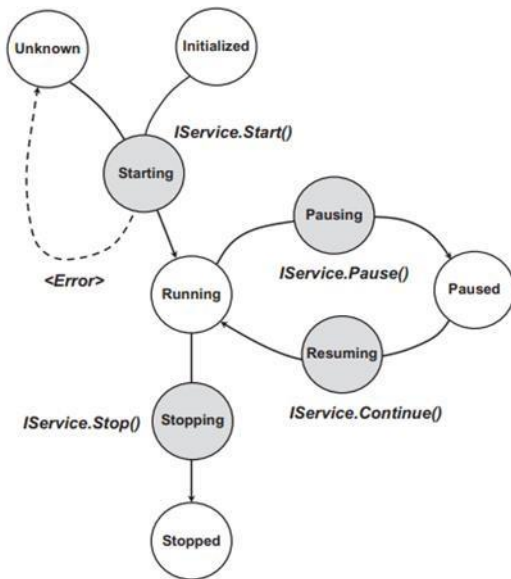 Unknown
Initialized
IService.Start()
Starting
Pausing
<Error>
IService.Pause()
Running
Paused
Resuming
IService.Continue()
Stopping
IService.Stop()
Stopped